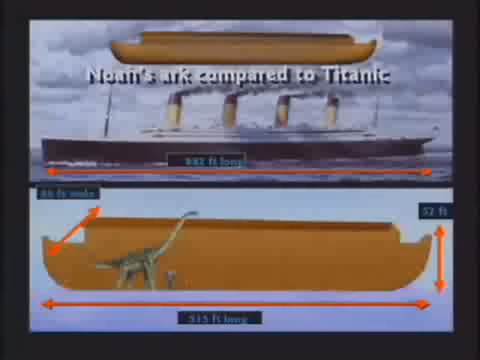 Noah's ark compared to Titanic
882 ft long
86 ft wide
52 ft
515 ft long